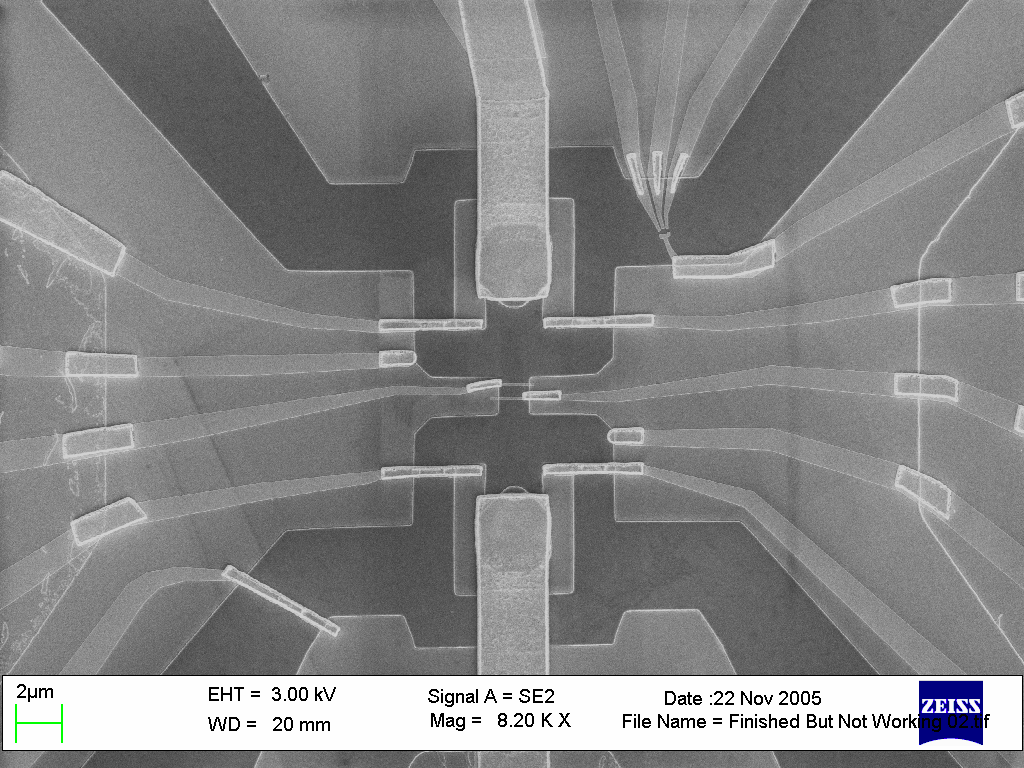 2µm
EHT = 3.00 kV
WD = 20 mm
Signal A = SE2
Mag = 8.20 K X
Date :22 Nov 2005
File Name = Finished But Not Working 02.tif
ZEISS